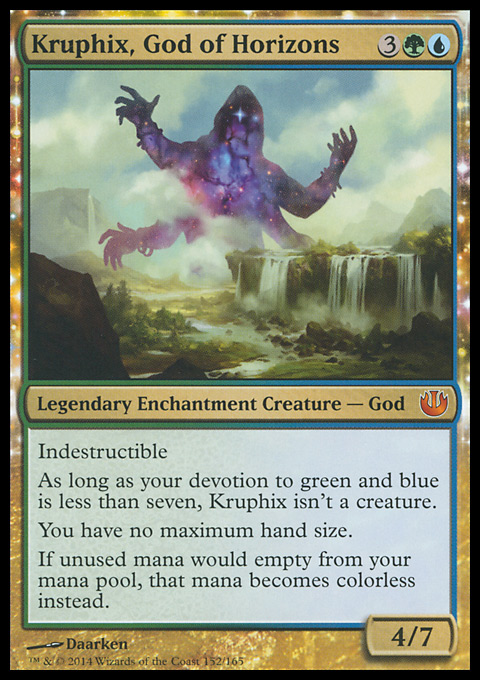 Kruphix, God of Horizons 3
Legendary Enchantment Creature — God
Indestructible
As long as your devotion to green and blue
is less than seven, Kruphix isn't a creature.
You have no maximum hand size.
If unused mana would empty from your
mana pool, that mana becomes colorless
instead.
Daarken
4/7
™ & © 2014 Wizards of the Coast 152/165